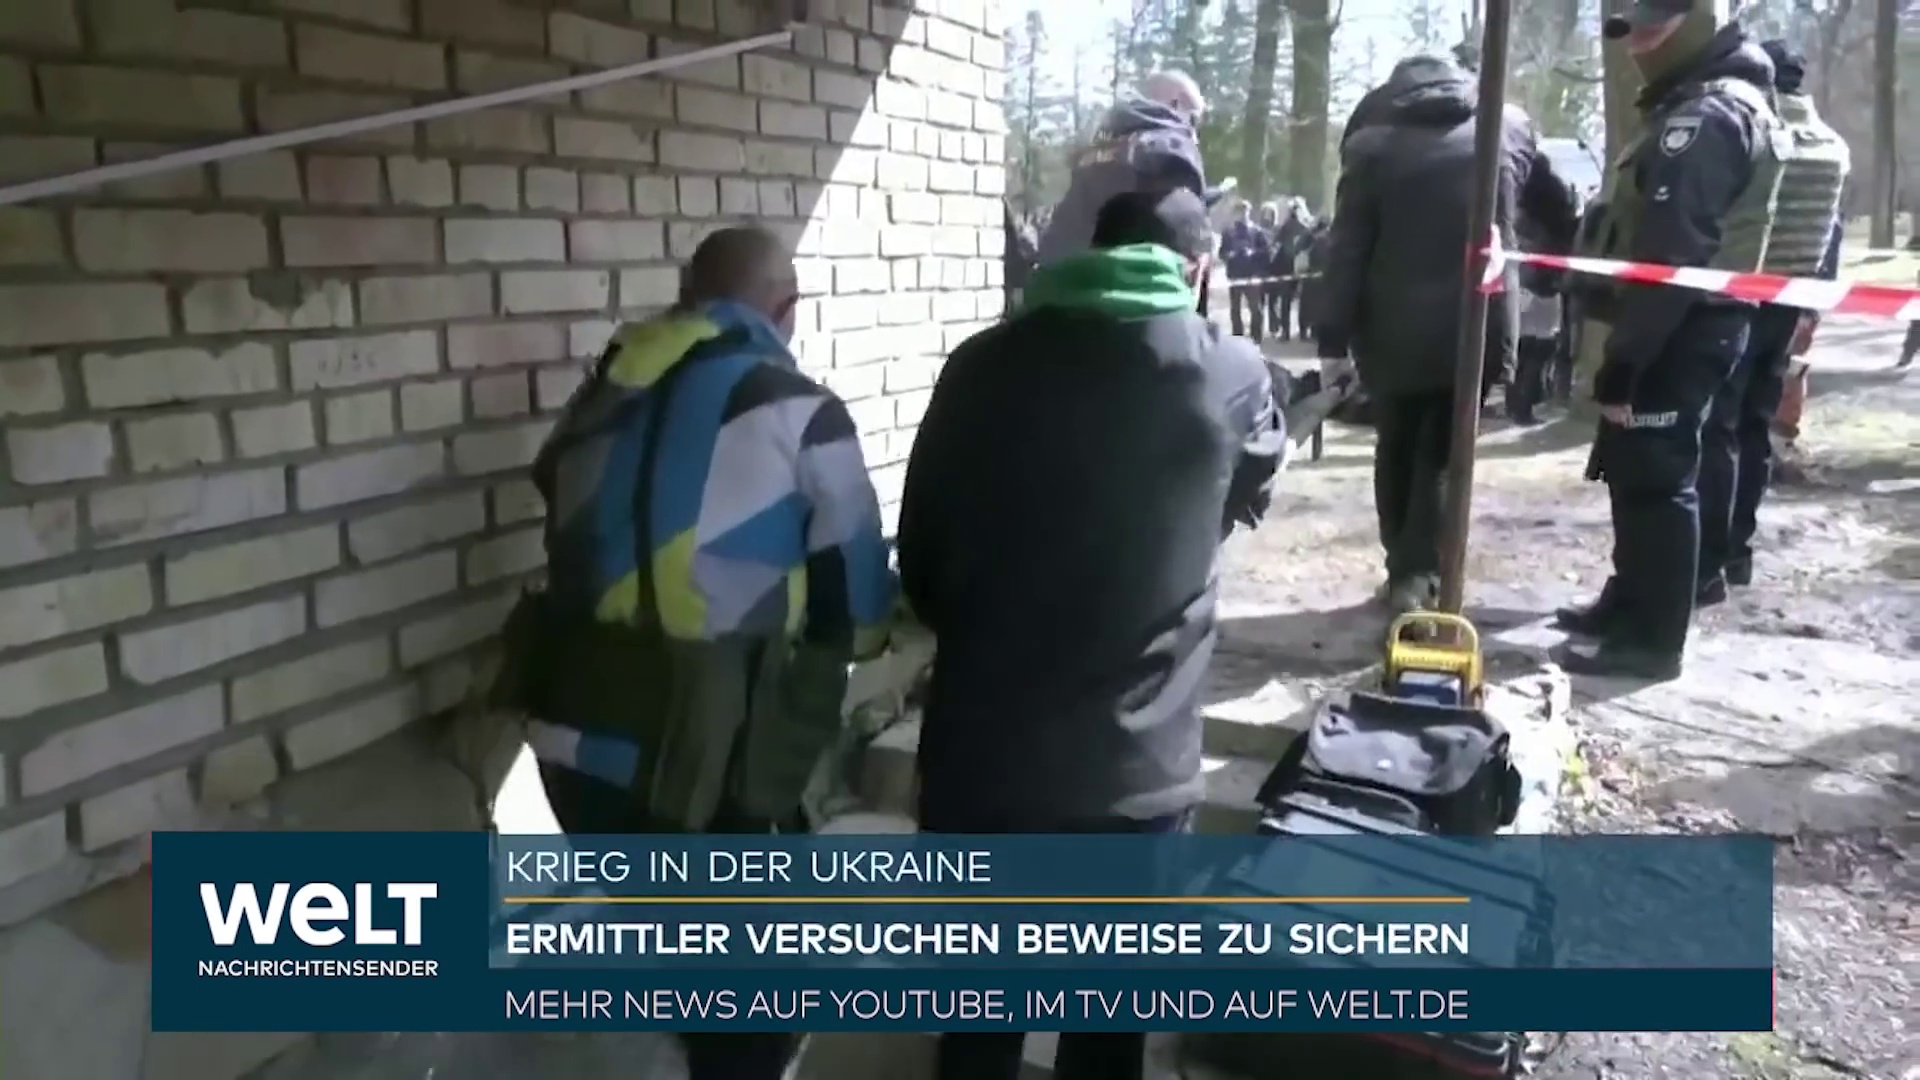 KRIEG IN DER UKRAINE
ERMITTLER VERSUCHEN BEWEISE ZU SICHERN
WELT
NACHRICHTENSENDER
MEHR NEWS AUF YOUTUBE, IM TV UND AUF WELT.DE